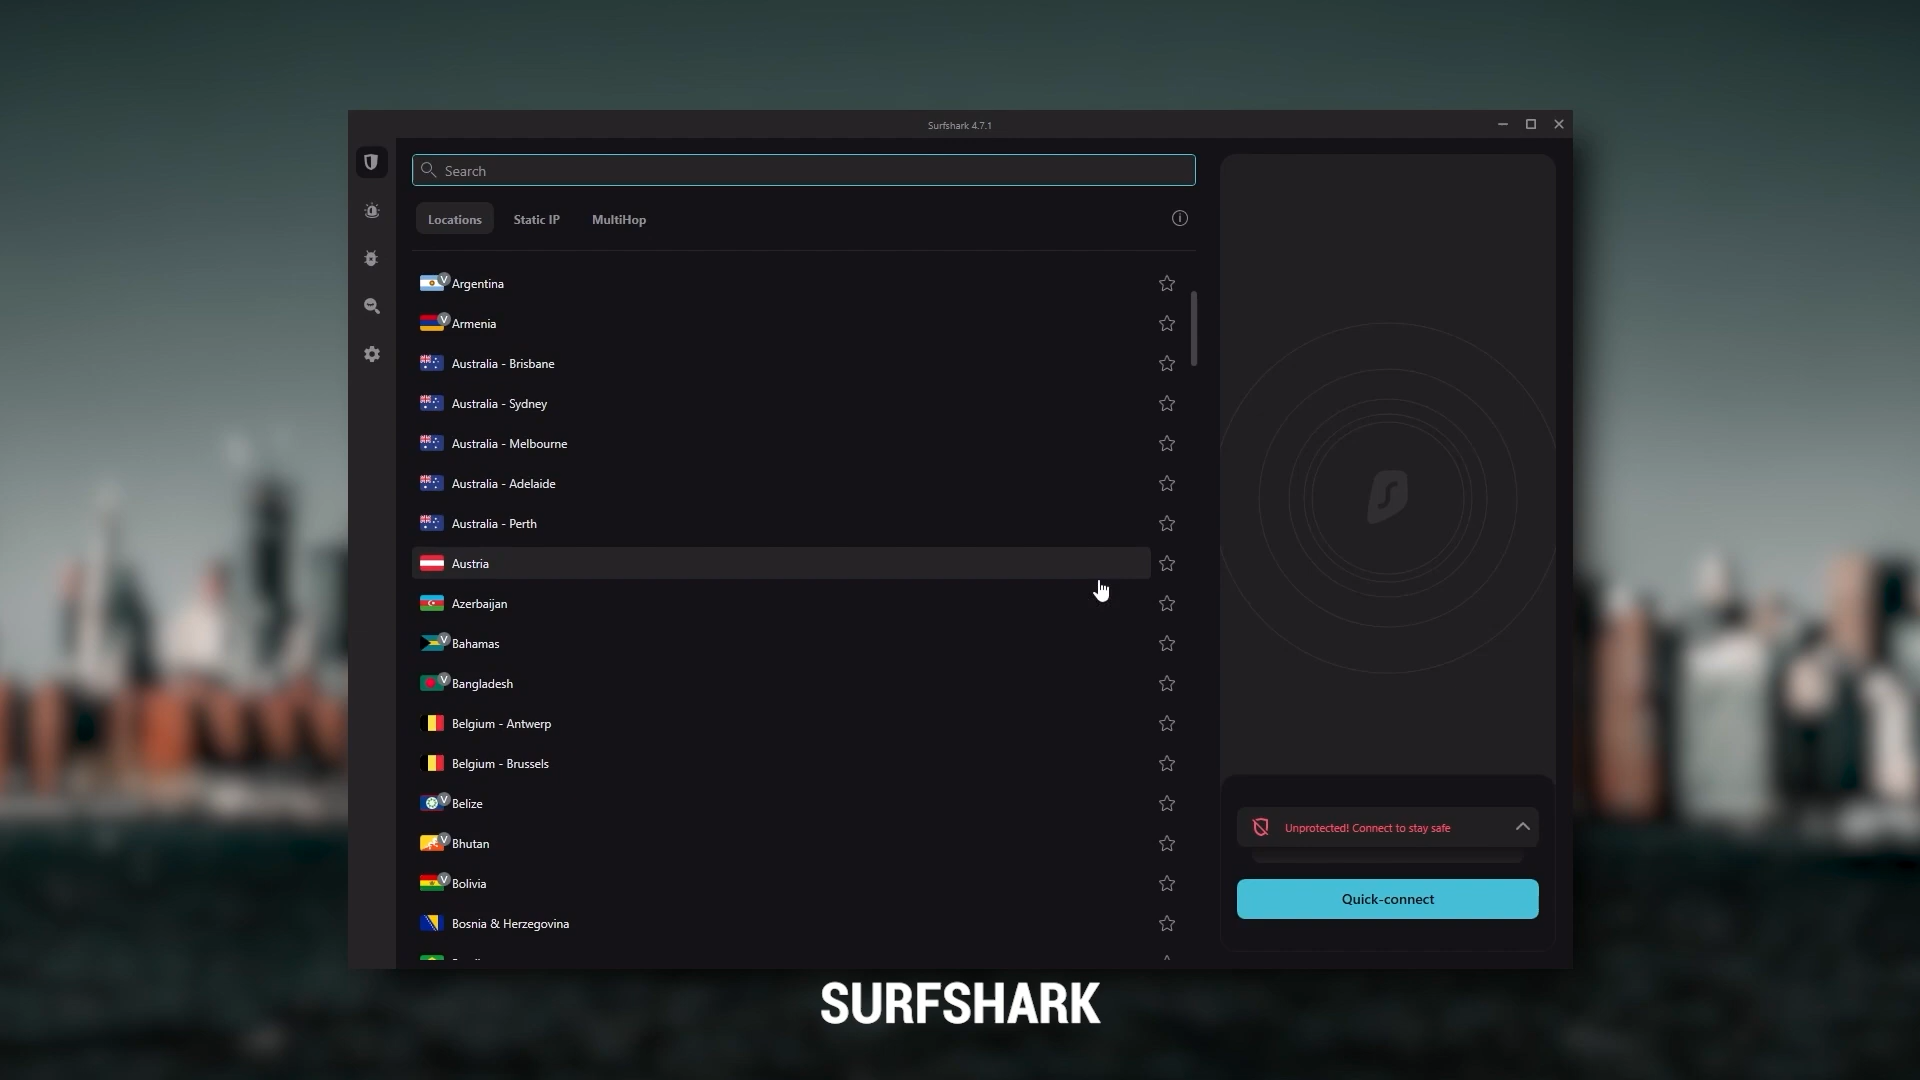 Surfshark 4.7.1
Search
Locations
Static IP
MultiHop
V
Argentina
V
Armenia
Australia - Brisbane
Australia - Sydney
Australia - Melbourne
Australia - Adelaide
Australia - Perth
Austria
Azerbaijan
V
Bahamas
V
Bangladesh
Belgium - Antwerp
Belgium - Brussels
V
Belize
V
Bhutan
V
Bolivia
Bosnia & Herzegovina
Unprotected! Connect to stay safe
Quick-connect
SURFSHARK